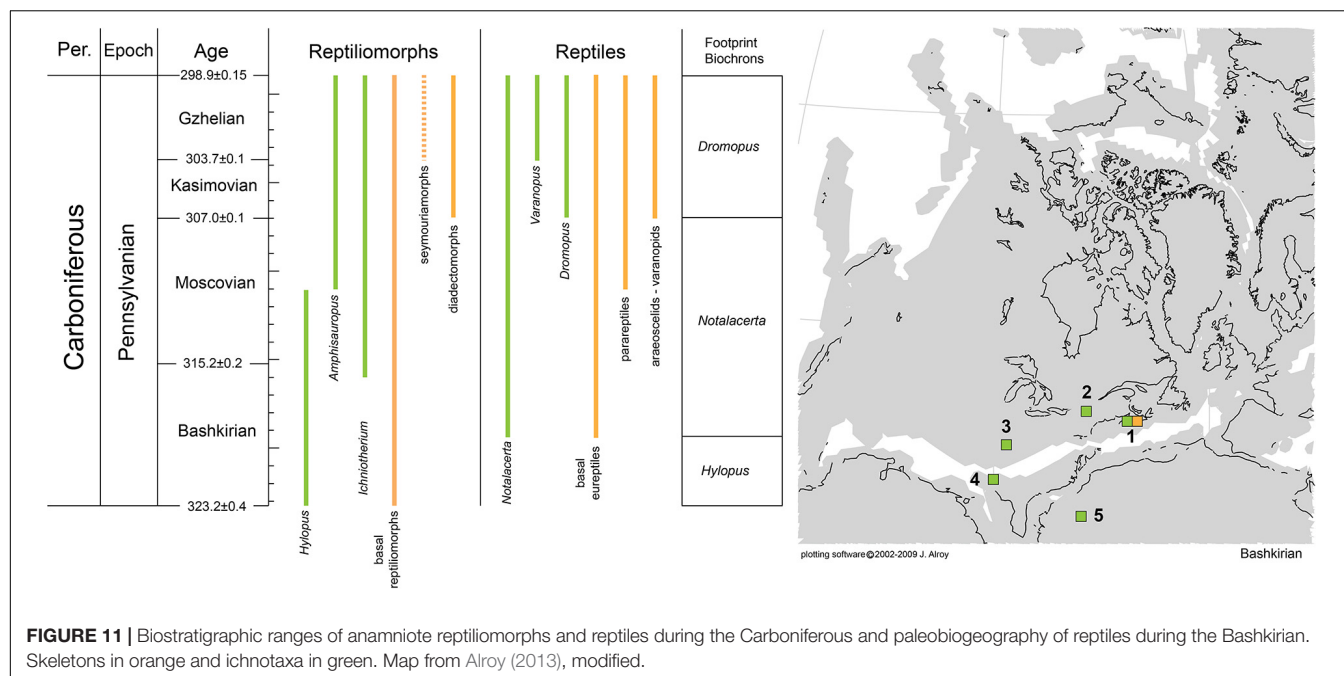 Per. Epoch Age Reptiliomorphs Reptiles Footprint
Biochrons
298.9±0.15
Gzhelian
303.7±0.1
Kasimovian
307.0±0.1
Moscovian
315.2±0.2
Bashkirian
323.2±0.4
Carboniferous
Pennsylvanian
Hylopus
Amphisauropus
Ichniotherium
basal
reptiliomorphs
seymouriamorphs
diadectomorphs
Notalacerta
Varanopus
Dromopus
basal
eureptiles
parareptiles
araeoscelids - varanopids
Dromopus
Notalacerta
Hylopus
2
1
3
4
5
plotting software©2002-2009 J. Alroy
Bashkirian
FIGURE 11 | Biostratigraphic ranges of anamniote reptiliomorphs and reptiles during the Carboniferous and paleobiogeography of reptiles during the Bashkirian.
Skeletons in orange and ichnotaxa in green. Map from Alroy (2013), modified.